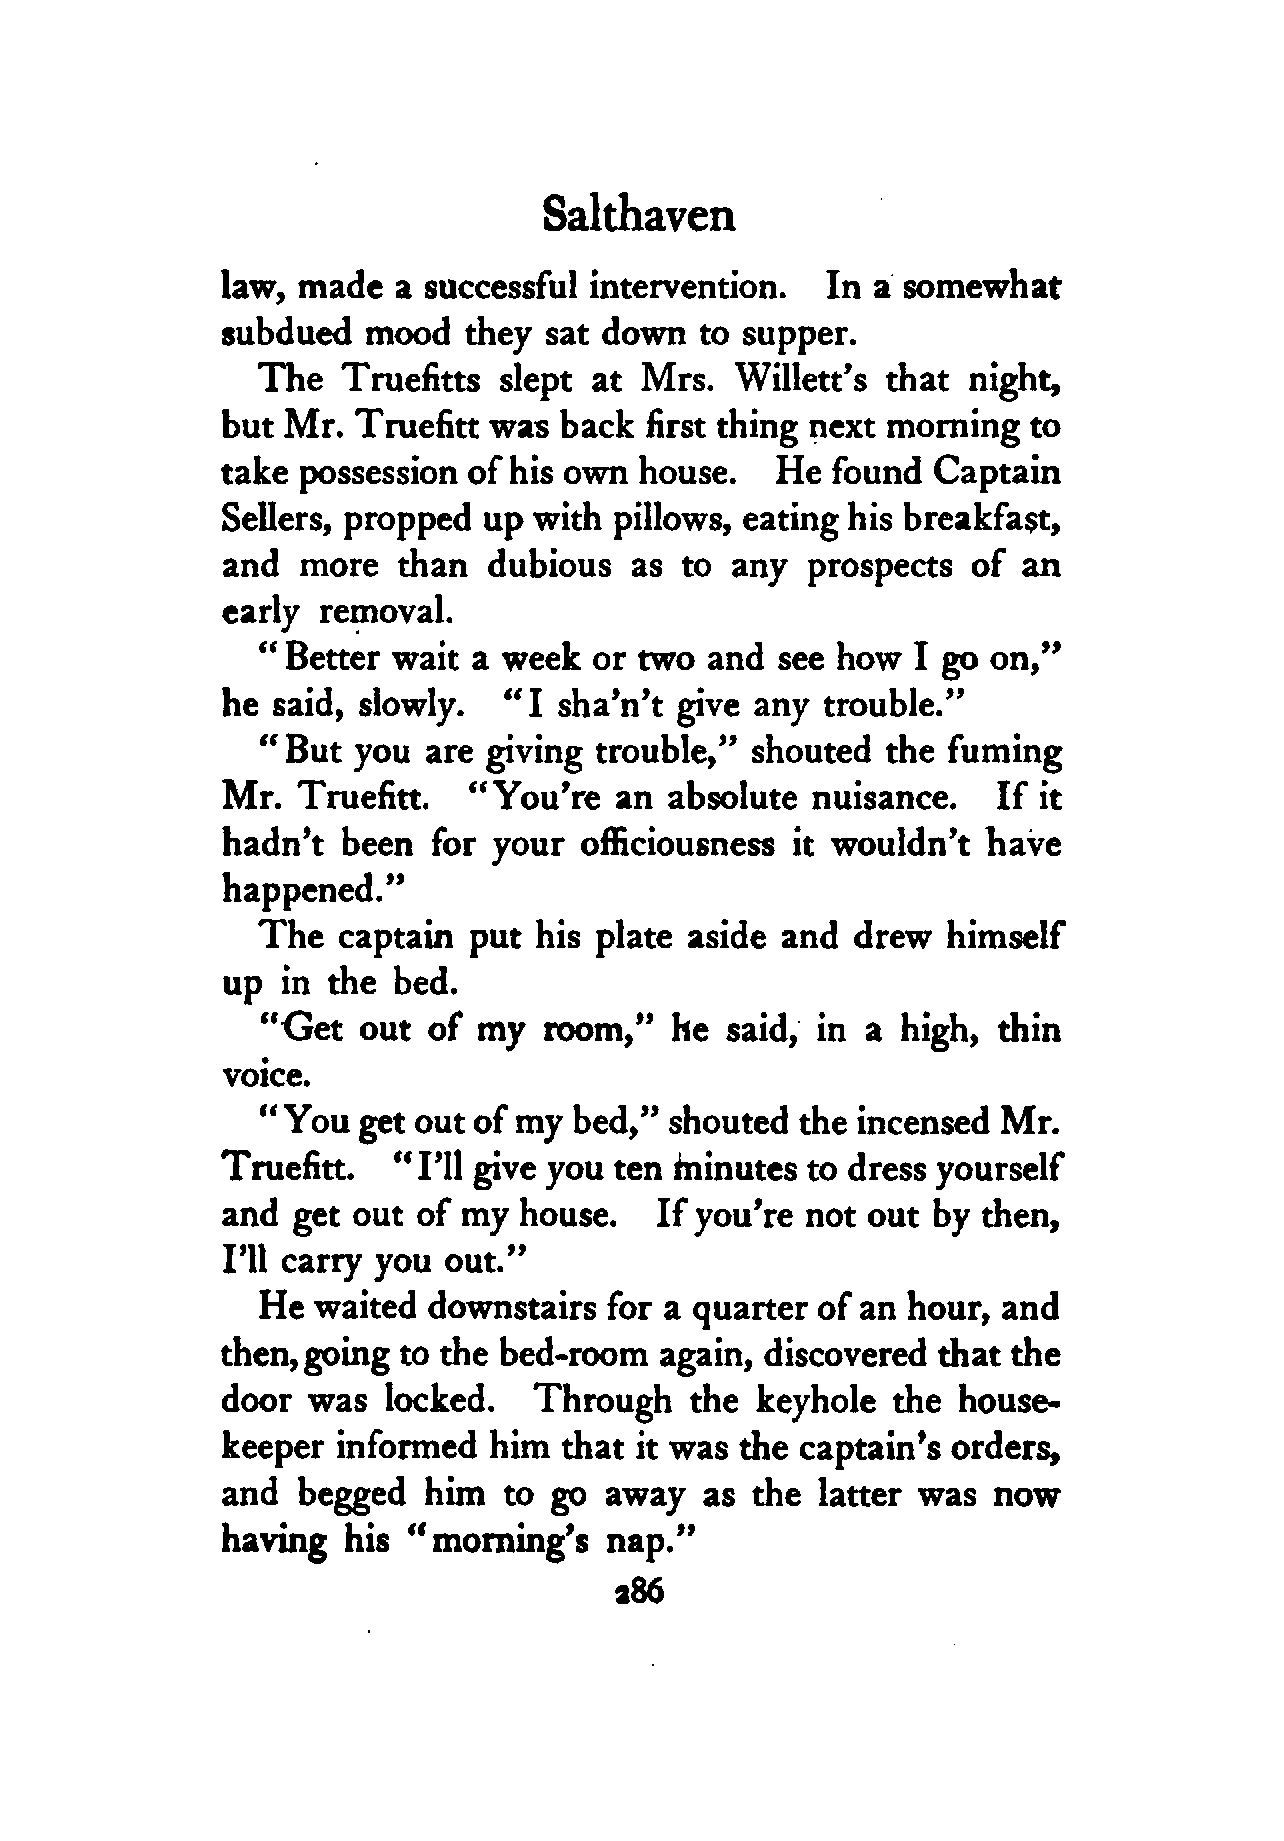 Salthaven
law, made a successful intervention. In a somewhat
subdued mood they sat down to supper.
The Truefitts slept at Mrs. Willett's that night,
but Mr. Truefitt was back first thing next morning to
take possession of his own house. He found Captain
Sellers, propped up with pillows, eating his breakfast,
and more than dubious as to any prospects of an
early removal.
"Better wait a week or two and see how I go on,"
he said, slowly. "I sha'n't give any trouble."
"But you are giving trouble," shouted the fuming
Mr. Truefitt. "You're an absolute nuisance. If it
hadn't been for your officiousness it wouldn't have
happened."
The captain put his plate aside and drew himself
up in the bed.
"Get out of my room," he said, in a high, thin
voice.
"You get out of my bed," shouted the incensed Mr.
Truefitt. "I'll give you ten minutes to dress yourself
and get out of my house. If you're not out by then,
I'll carry you out."
He waited downstairs for a quarter of an hour, and
then, going to the bed-room again, discovered that the
door was locked. Through the keyhole the house-
keeper informed him that it was the captain's orders,
and begged him to go away as the latter was now
having his "morning's nap."
286